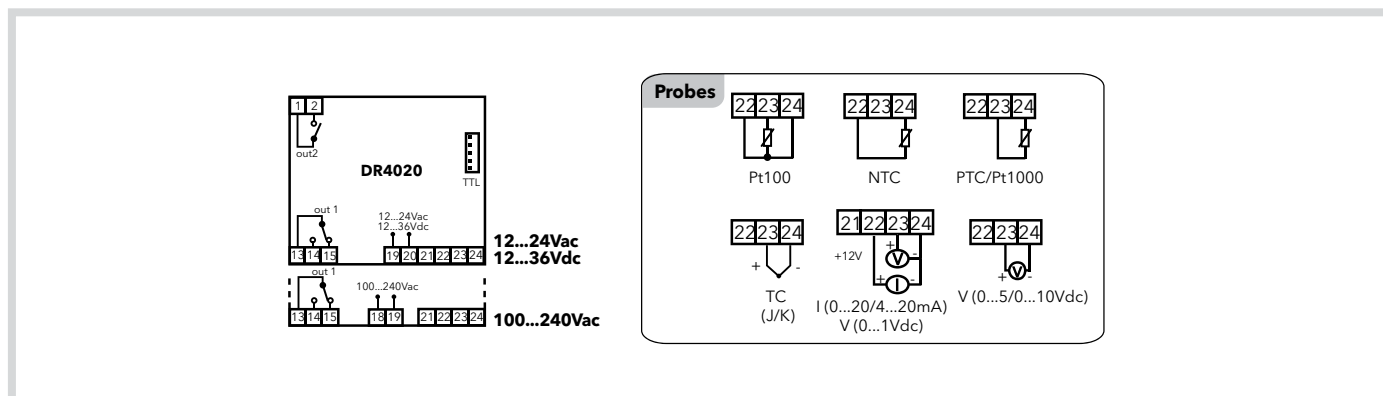 1 2
out2
DR4020
TTL
out 1
12...24Vac
12...36Vdc
13 14 15
19 20 21 22 23 24
12...24Vac
12...36Vdc
out 1
100...240Vac
13 14 15
18 19
21 22 23 24
100...240Vac
Probes
22 23 24
Pt100
22 23 24
NTC
22 23 24
PTC/Pt1000
22 23 24
+ -
TC
(J/K)
21 22 23 24
+12V
+ V -
+ I -
I (0...20/4...20mA)
V (0...1Vdc)
22 23 24
+ V -
V (0...5/0...10Vdc)